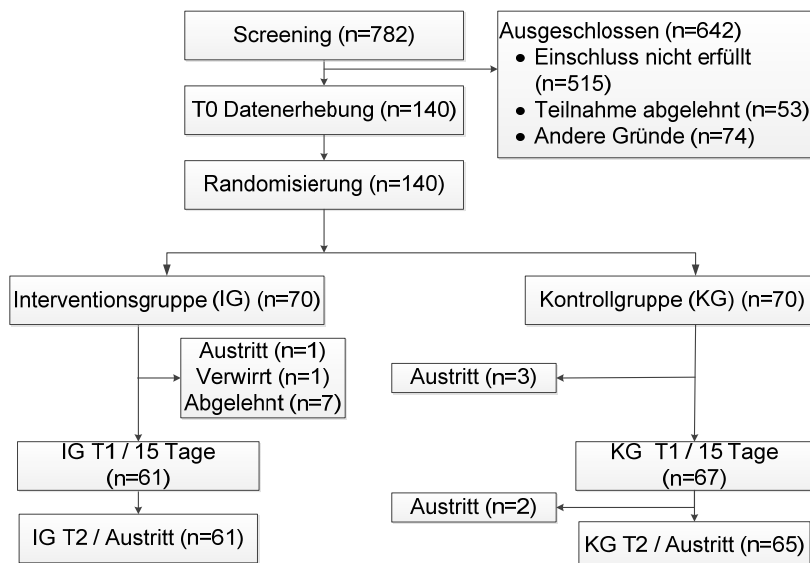 Screening (n=782)
Ausgeschlossen (n=642)
• Einschluss nicht erfüllt
(n=515)
• Teilnahme abgelehnt (n=53)
• Andere Gründe (n=74)
T0 Datenerhebung (n=140)
Randomisierung (n=140)
Interventionsgruppe (IG) (n=70)
Kontrollgruppe (KG) (n=70)
Austritt (n=1)
Verwirrt (n=1)
Abgelehnt (n=7)
Austritt (n=3)
IG T1 / 15 Tage
(n=61)
KG T1 / 15 Tage
(n=67)
Austritt (n=2)
IG T2 / Austritt (n=61)
KG T2 / Austritt (n=65)